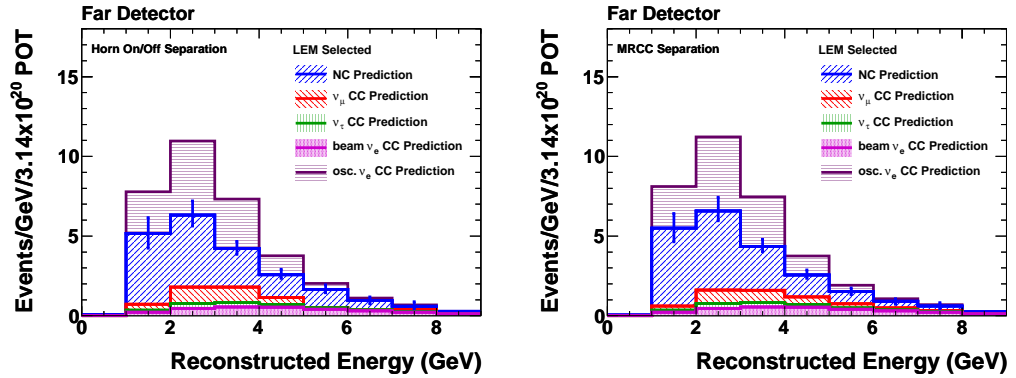 Far Detector
Horn On/Off Separation
LEM Selected
NC Prediction
νμ CC Prediction
ντ CC Prediction
beam νe CC Prediction
osc. νe CC Prediction
Events/GeV/3.14x10²⁰ POT
15
10
5
0
0 2 4 6 8
Reconstructed Energy (GeV)
Far Detector
MRCC Separation
LEM Selected
NC Prediction
νμ CC Prediction
ντ CC Prediction
beam νe CC Prediction
osc. νe CC Prediction
Events/GeV/3.14x10²⁰ POT
15
10
5
0
0 2 4 6 8
Reconstructed Energy (GeV)